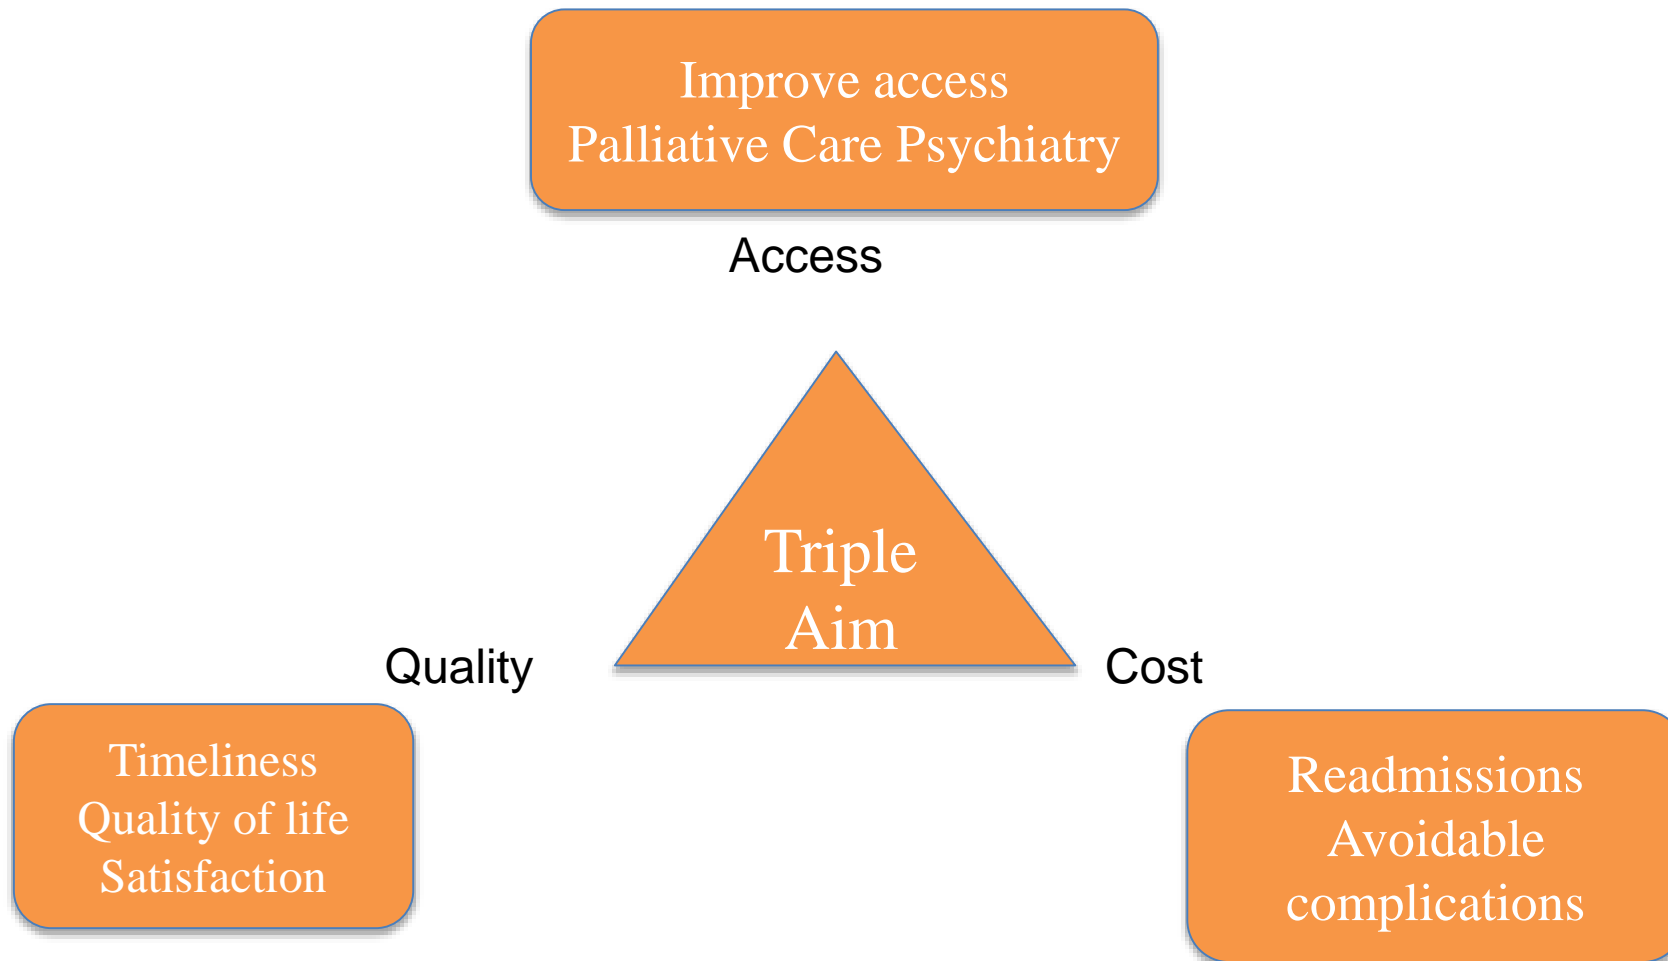 Improve access
Palliative Care Psychiatry
Access
Triple
Aim
Quality
Cost
Timeliness
Quality of life
Satisfaction
Readmissions
Avoidable
complications